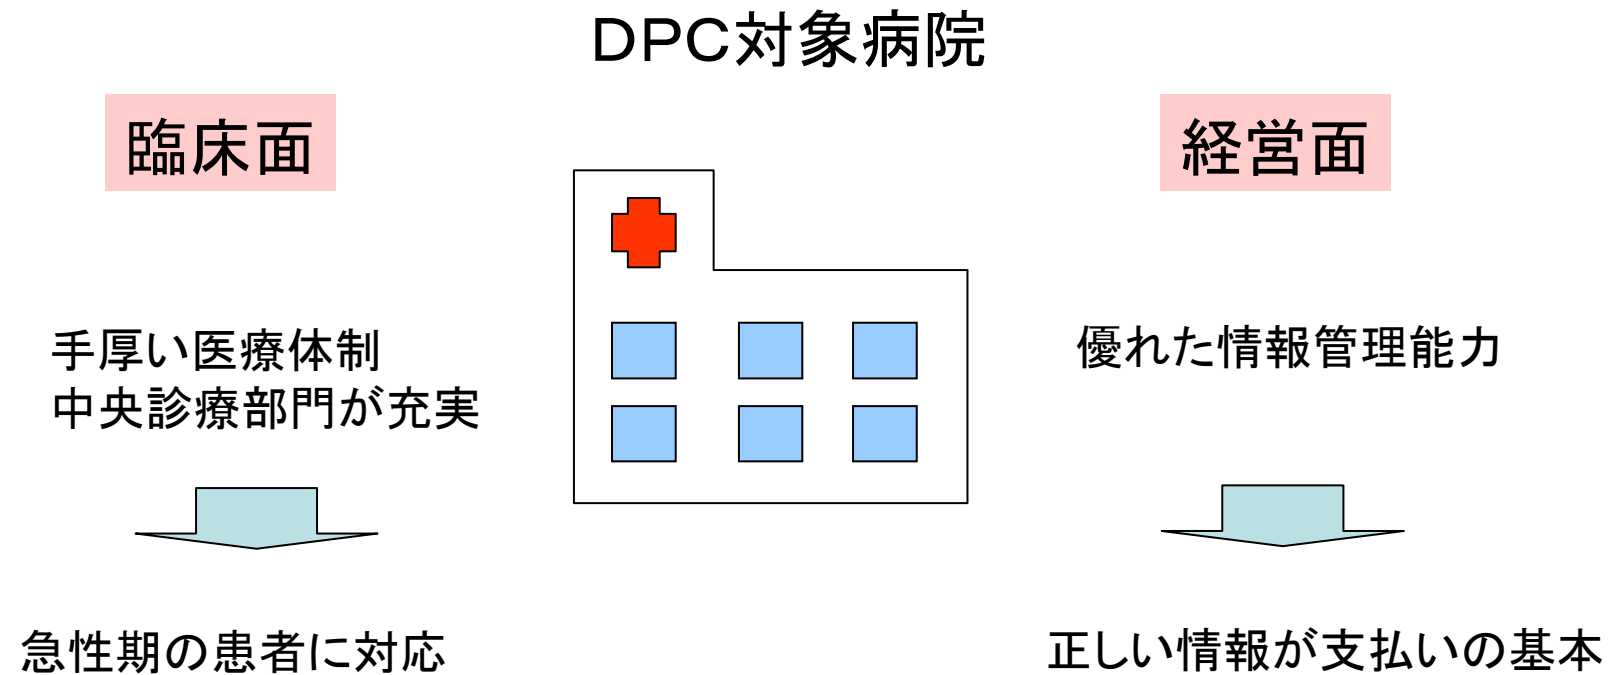 DPC対象病院
臨床面
手厚い医療体制
中央診療部門が充実
急性期の患者に対応
経営面
優れた情報管理能力
正しい情報が支払いの基本